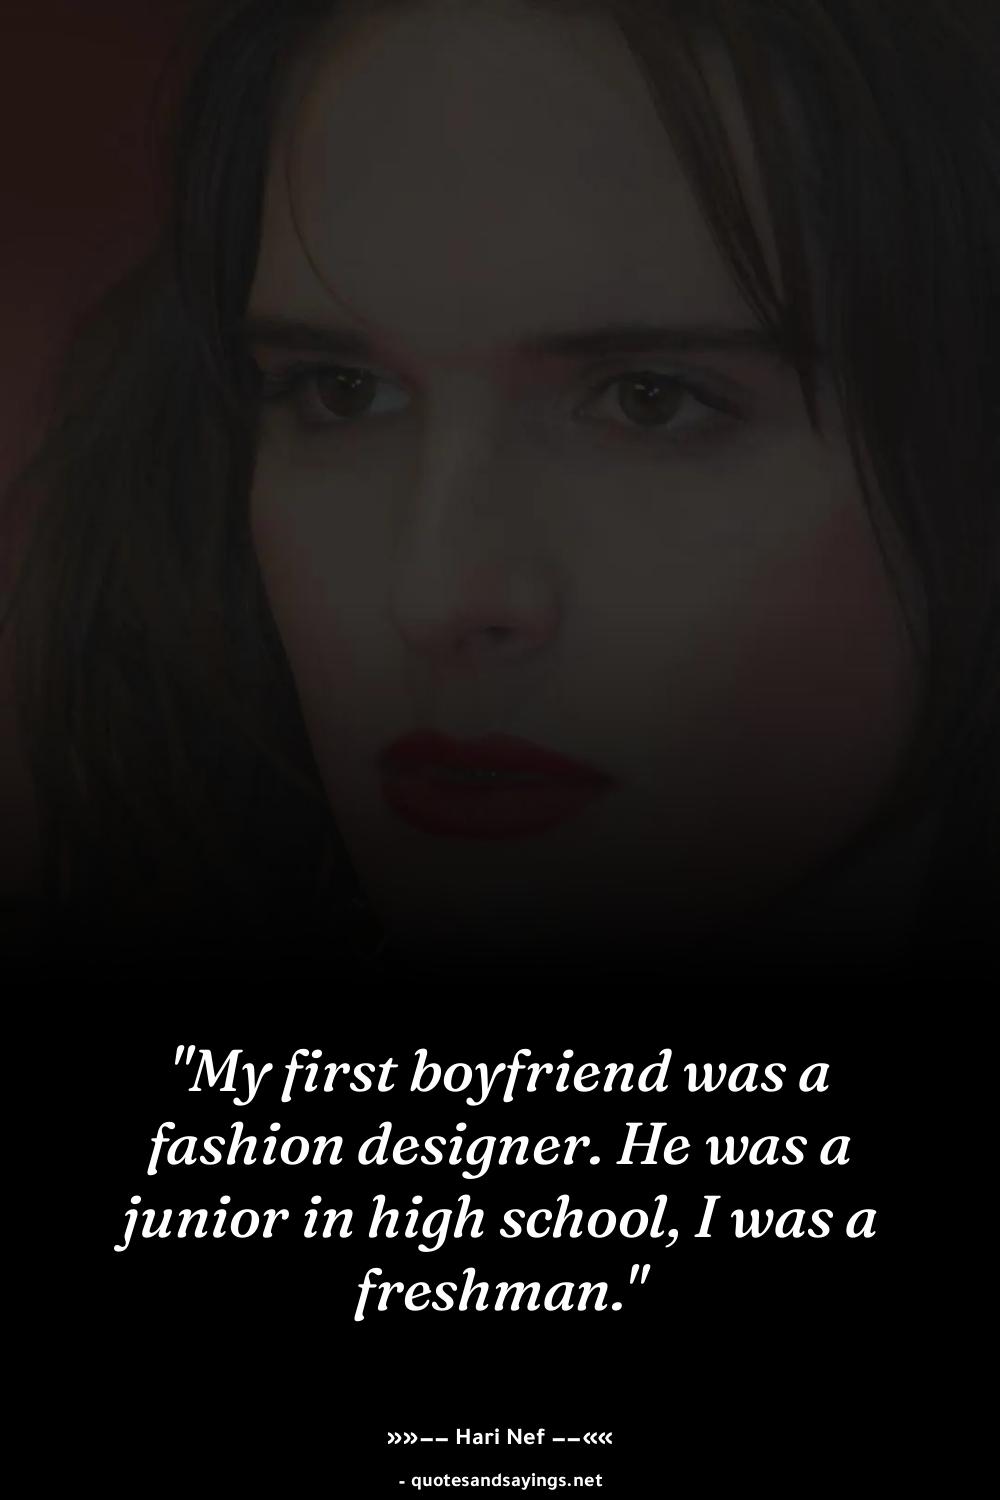 "My first boyfriend was a
fashion designer. He was a
junior in high school, I was a
freshman."
»»−− Hari Nef −−««
- quotesandsayings.net